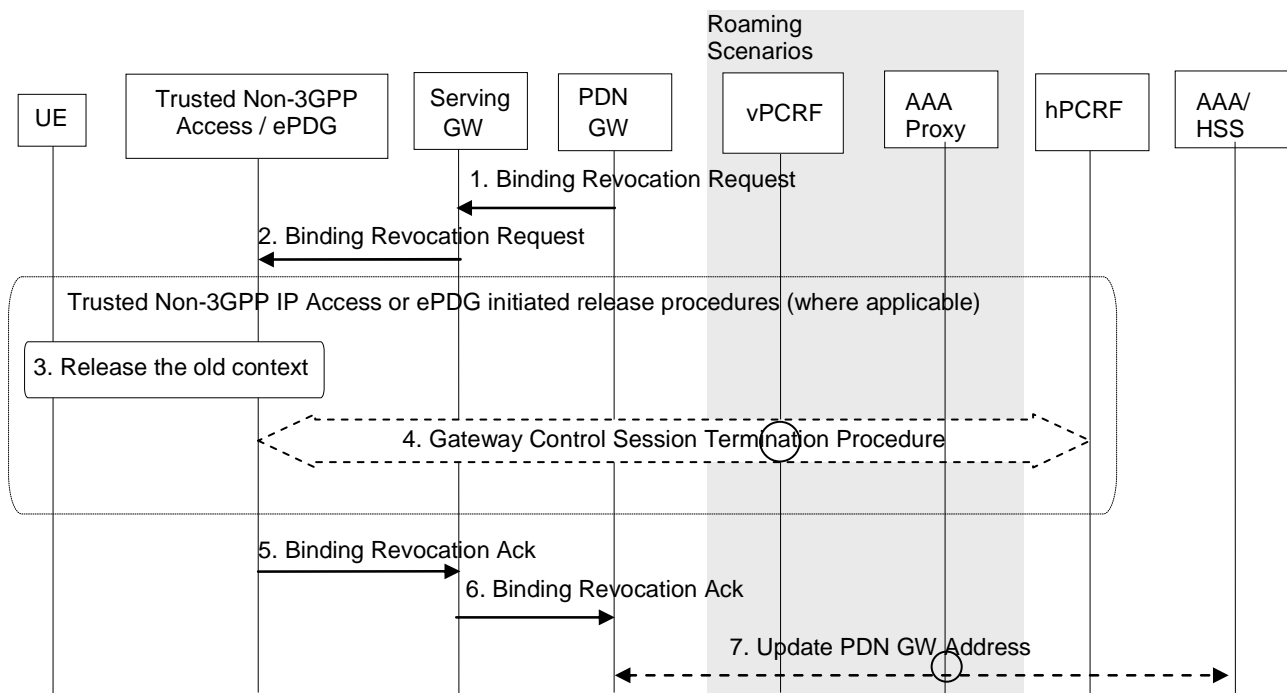 Roaming
Scenarios
UE
Trusted Non-3GPP
Access / ePDG
Serving
GW
PDN
GW
vPCRF
AAA
Proxy
hPCRF
AAA/
HSS
1. Binding Revocation Request
2. Binding Revocation Request
Trusted Non-3GPP IP Access or ePDG initiated release procedures (where applicable)
3. Release the old context
4. Gateway Control Session Termination Procedure
5. Binding Revocation Ack
6. Binding Revocation Ack
7. Update PDN GW Address